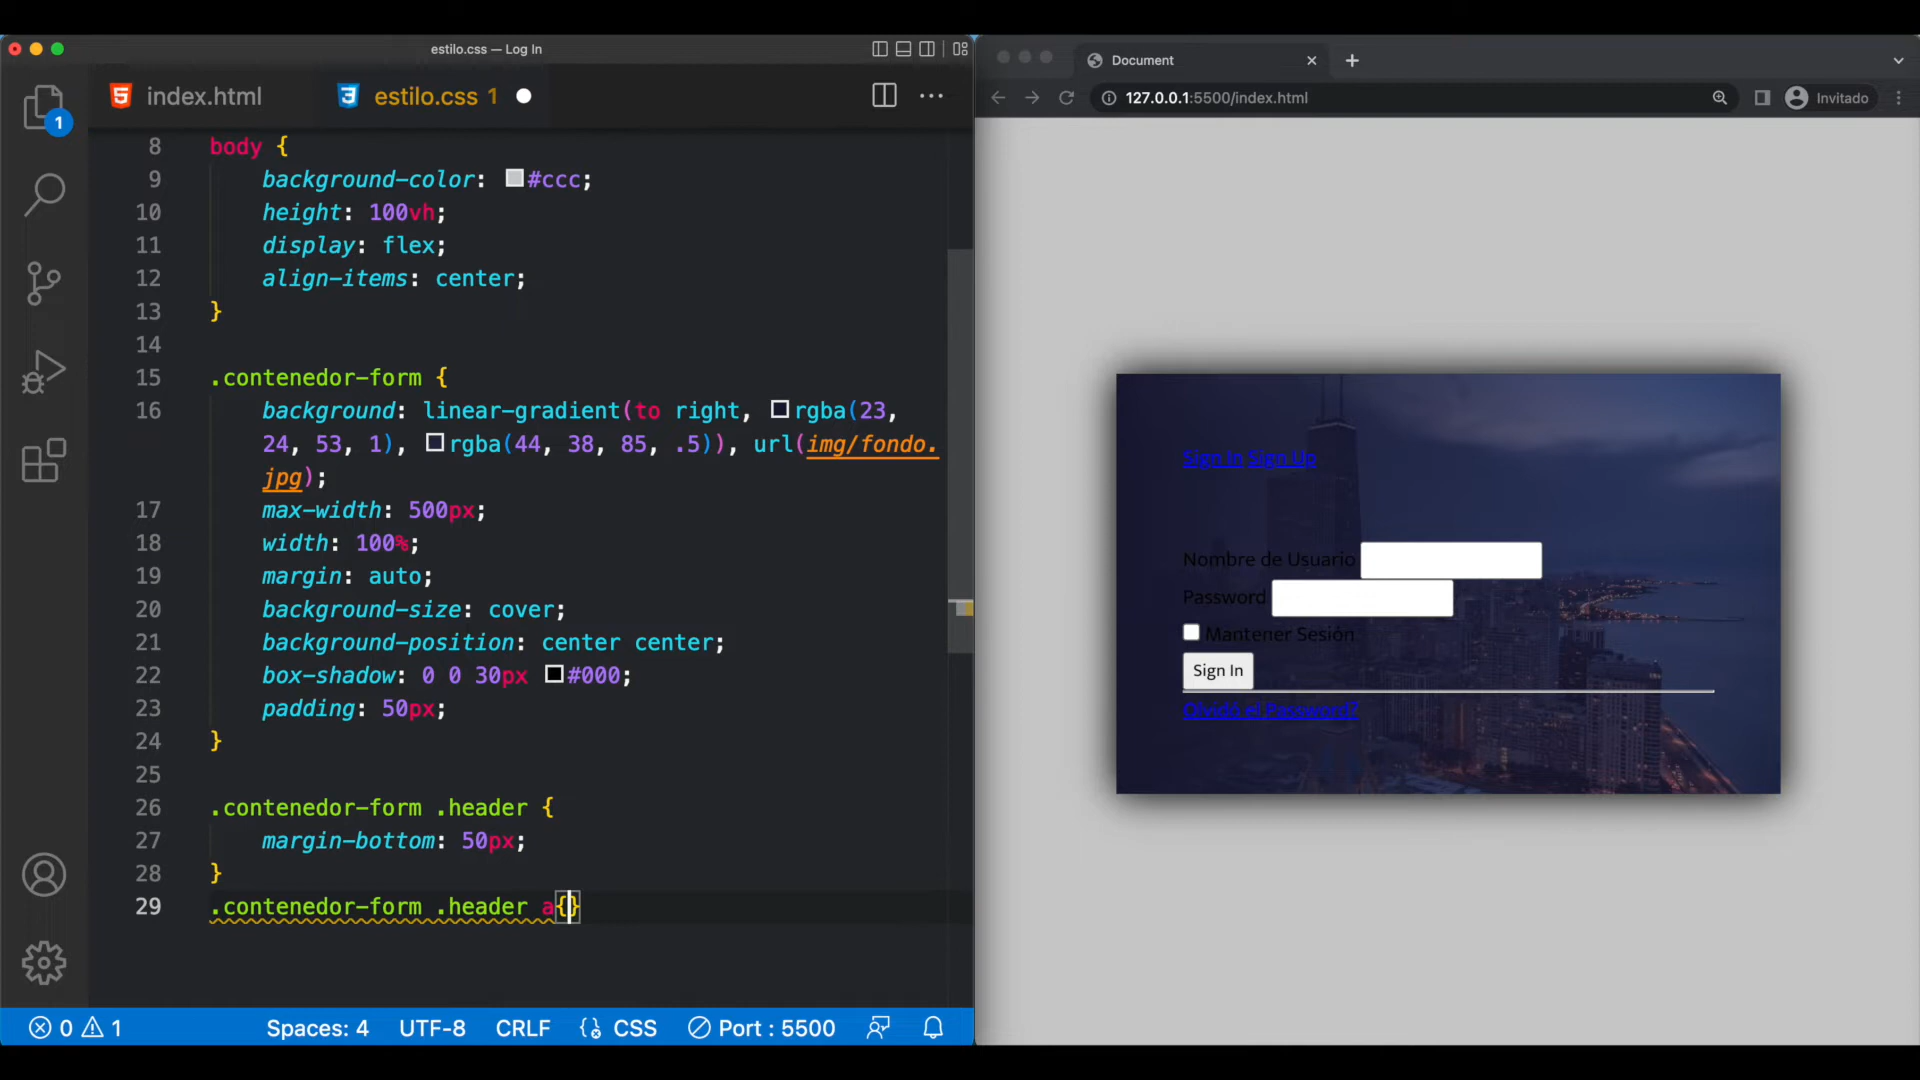 estilo.css — Log In
index.html
estilo.css 1
1
8 body {
9 background-color: #ccc;
10 height: 100vh;
11 display: flex;
12 align-items: center;
13 }
14
15 .contenedor-form {
16 background: linear-gradient(to right, rgba(23,
24, 53, 1), rgba(44, 38, 85, .5)), url(img/fondo.
jpg);
17 max-width: 500px;
18 width: 100%;
19 margin: auto;
20 background-size: cover;
21 background-position: center center;
22 box-shadow: 0 0 30px #000;
23 padding: 50px;
24 }
25
26 .contenedor-form .header {
27 margin-bottom: 50px;
28 }
29 .contenedor-form .header a{}
0 1 Spaces: 4 UTF-8 CRLF CSS Port : 5500
Document
127.0.0.1:5500/index.html
Invitado
Sign In Sign Up
Nombre de Usuario
Password
Mantener Sesión
Sign In
Olvidó el Password?